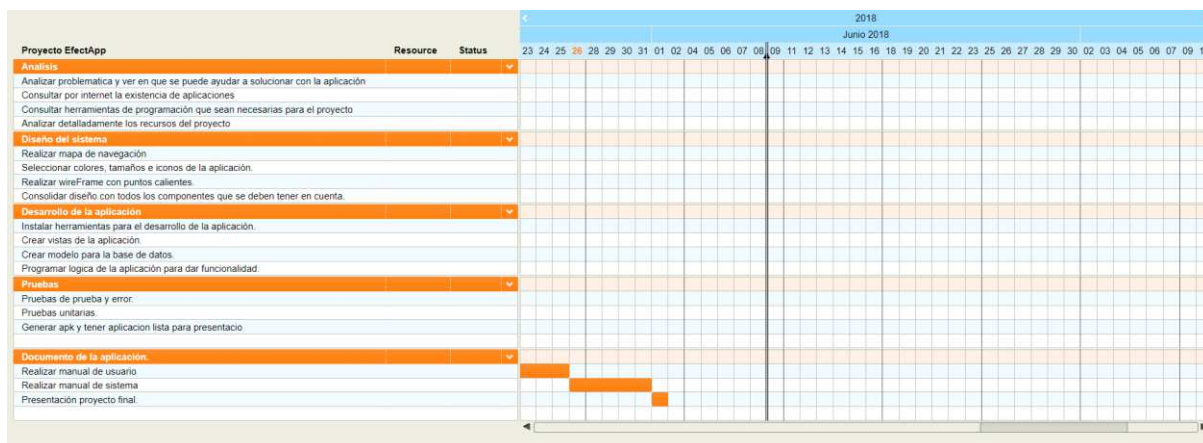 2018
Junio 2018
Proyecto EfectApp Resource Status 23 24 25 26 28 29 30 31 01 02 04 05 06 07 08 09 11 12 13 14 15 16 18 19 20 21 22 23 25 26 27 28 29 30 02 03 04 05 06 07 09
Analisis
Analizar problematica y ver en que se puede ayudar a solucionar con la aplicación
Consultar por internet la existencia de aplicaciones
Consultar herramientas de programación que sean necesarias para el proyecto
Analizar detalladamente los recursos del proyecto
Diseño del sistema
Realizar mapa de navegación
Seleccionar colores, tamaños e iconos de la aplicación.
Realizar wireFrame con puntos calientes.
Consolidar diseño con todos los componentes que se deben tener en cuenta.
Desarrollo de la aplicación
Instalar herramientas para el desarrollo de la aplicación.
Crear vistas de la aplicación.
Crear modelo para la base de datos.
Programar logica de la aplicación para dar funcionalidad.
Pruebas
Pruebas de prueba y error.
Pruebas unitarias.
Generar apk y tener aplicacion lista para presentacio
Documento de la aplicación.
Realizar manual de usuario
Realizar manual de sistema
Presentación proyecto final.